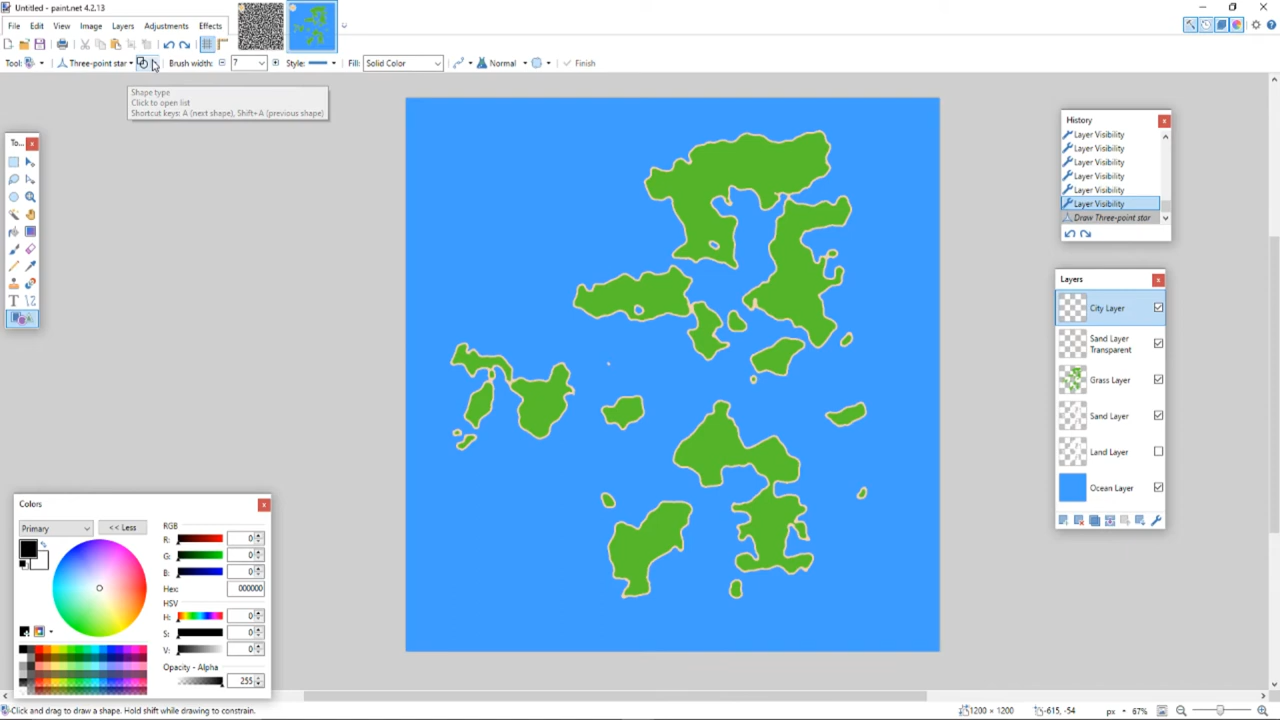 Untitled - paint.net 4.2.13
File Edit View Image Layers Adjustments Effects
Tool: Three-point star Brush width: 7 Style: Fill: Solid Color Normal Finish
Shape type
Click to open list
Shortcut keys: A (next shape), Shift+A (previous shape)
To...
History
Layer Visibility
Layer Visibility
Layer Visibility
Layer Visibility
Layer Visibility
Layer Visibility
Draw Three-point star
Layers
City Layer
Sand Layer
Transparent
Grass Layer
Sand Layer
Land Layer
Ocean Layer
Colors
Primary << Less
RGB
R: 0
G: 0
B: 0
Hex: 000000
HSV
H: 0
S: 0
V: 0
Opacity - Alpha
255
Click and drag to draw a shape. Hold shift while drawing to constrain. 1200 × 1200 -615, -54 px 67%